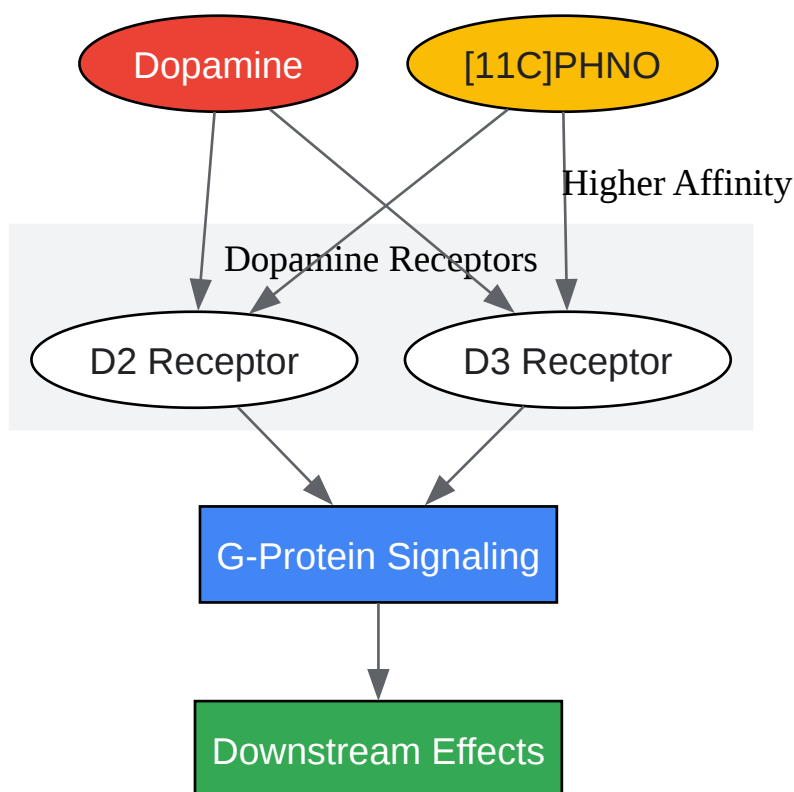 Dopamine
[11C]PHNO
Higher Affinity
Dopamine Receptors
D2 Receptor
D3 Receptor
G-Protein Signaling
Downstream Effects